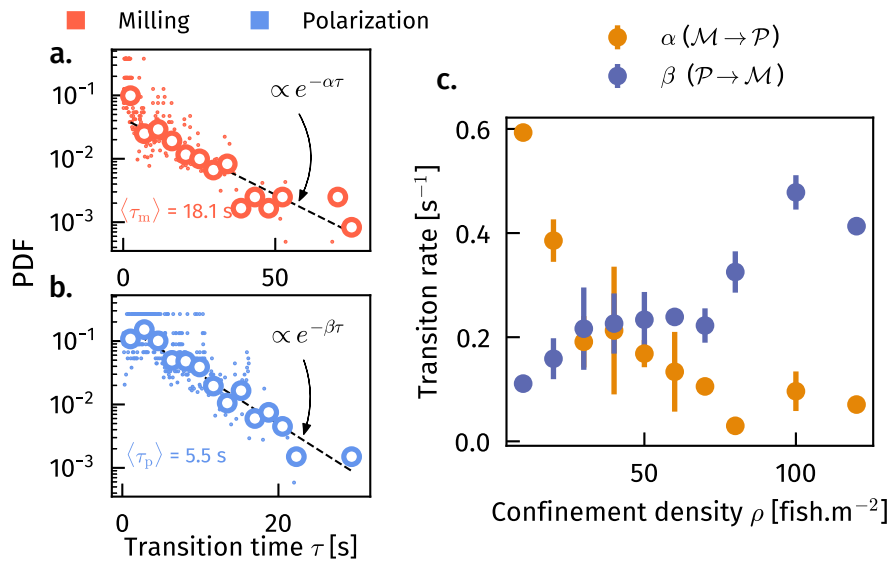 Milling Polarization
a.
∝ e^{−ατ}
10^{−1}
10^{−2}
10^{−3}
⟨τ_m⟩ = 18.1 s
0 50
PDF
b.
∝ e^{−βτ}
10^{−1}
10^{−2}
10^{−3}
⟨τ_p⟩ = 5.5 s
0 20
Transition time τ [s]
α (ℳ → 𝒫)
β (𝒫 → ℳ)
c.
Transiton rate [s^{−1}]
0.6
0.4
0.2
0.0
50 100
Confinement density ρ [fish.m^{−2}]